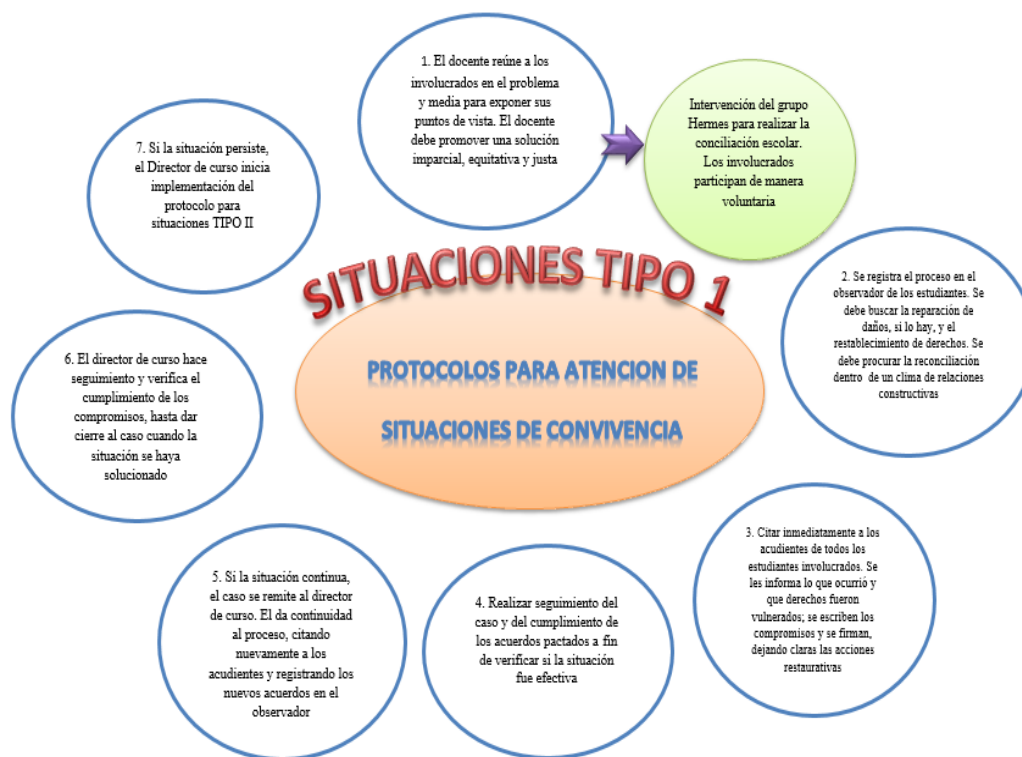 SITUACIONES TIPO 1
PROTOCOLOS PARA ATENCION DE
SITUACIONES DE CONVIVENCIA
1. El docente reúne a los
involucrados en el problema
y media para exponer sus
puntos de vista. El docente
debe promover una solución
imparcial, equitativa y justa
Intervención del grupo
Hermes para realizar la
conciliación escolar.
Los involucrados
participan de manera
voluntaria
2. Se registra el proceso en el
observador de los estudiantes. Se
debe buscar la reparación de
daños, si lo hay, y el
restablecimiento de derechos. Se
debe procurar la reconciliación
dentro de un clima de relaciones
constructivas
3. Citar inmediatamente a los
acudientes de todos los
estudiantes involucrados. Se
les informa lo que ocurrió y
que derechos fueron
vulnerados; se escriben los
compromisos y se firman,
dejando claras las acciones
restaurativas
4. Realizar seguimiento del
caso y del cumplimiento de
los acuerdos pactados a fin
de verificar si la situación
fue efectiva
5. Si la situación continua,
el caso se remite al director
de curso. El da continuidad
al proceso, citando
nuevamente a los
acudientes y registrando los
nuevos acuerdos en el
observador
6. El director de curso hace
seguimiento y verifica el
cumplimiento de los
compromisos, hasta dar
cierre al caso cuando la
situación se haya
solucionado
7. Si la situación persiste,
el Director de curso inicia
implementación del
protocolo para
situaciones TIPO II